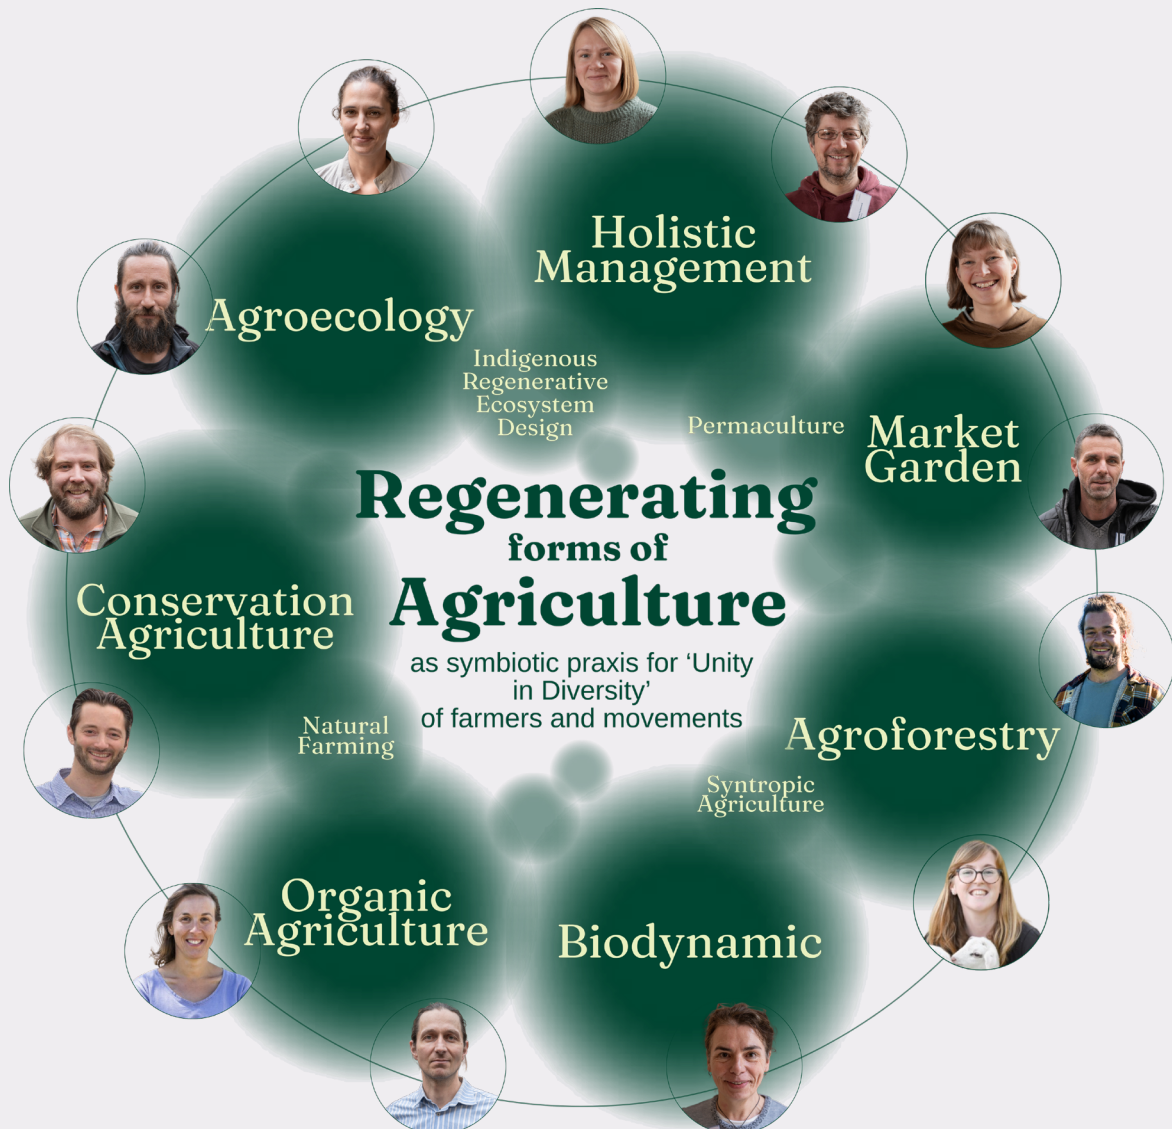 Holistic
Management
Agroecology
Indigenous
Regenerative
Ecosystem
Design
Permaculture
Market
Garden
Regenerating
forms of
Agriculture
as symbiotic praxis for ‘Unity
in Diversity’
of farmers and movements
Conservation
Agriculture
Natural
Farming
Agroforestry
Syntropic
Agriculture
Organic
Agriculture
Biodynamic